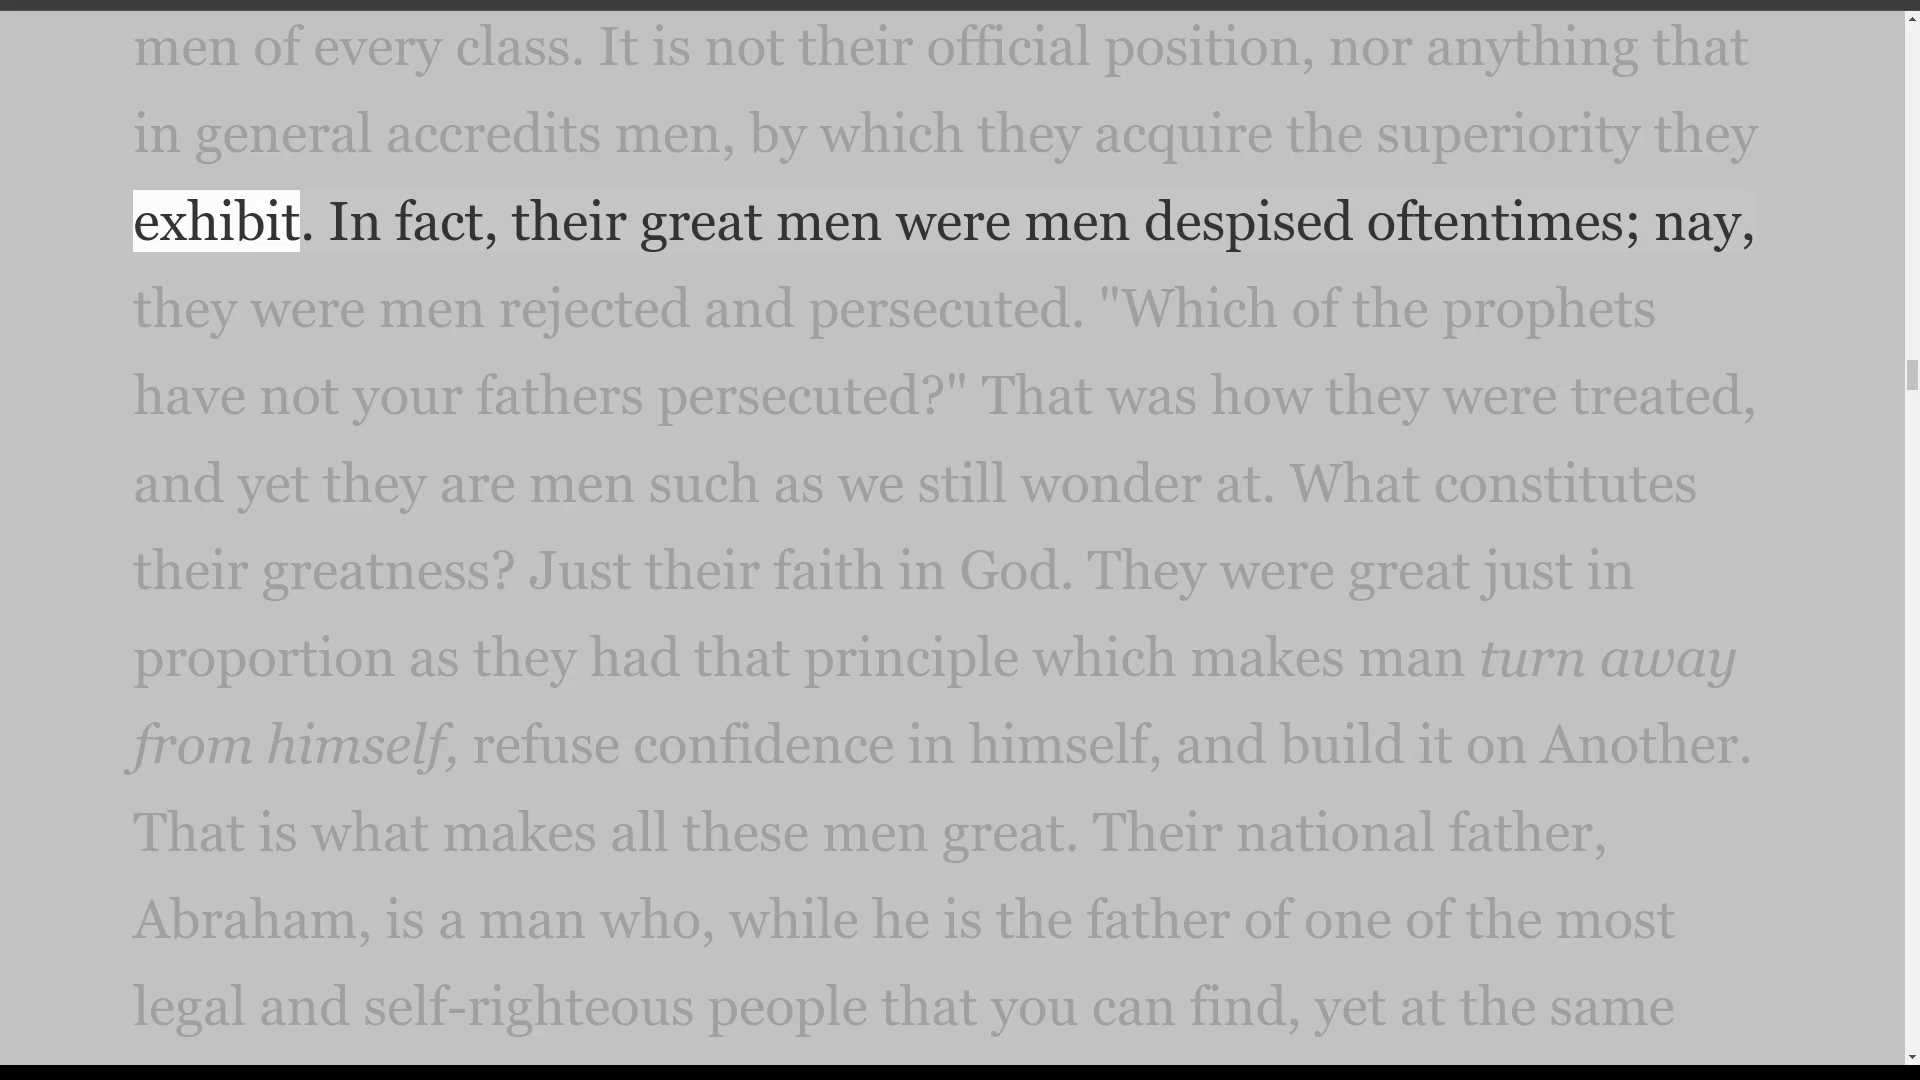 men of every class. It is not their official position, nor anything that
in general accredits men, by which they acquire the superiority they
exhibit. In fact, their great men were men despised oftentimes; nay,
they were men rejected and persecuted. "Which of the prophets
have not your fathers persecuted?" That was how they were treated,
and yet they are men such as we still wonder at. What constitutes
their greatness? Just their faith in God. They were great just in
proportion as they had that principle which makes man turn away
from himself, refuse confidence in himself, and build it on Another.
That is what makes all these men great. Their national father,
Abraham, is a man who, while he is the father of one of the most
legal and self-righteous people that you can find, yet at the same